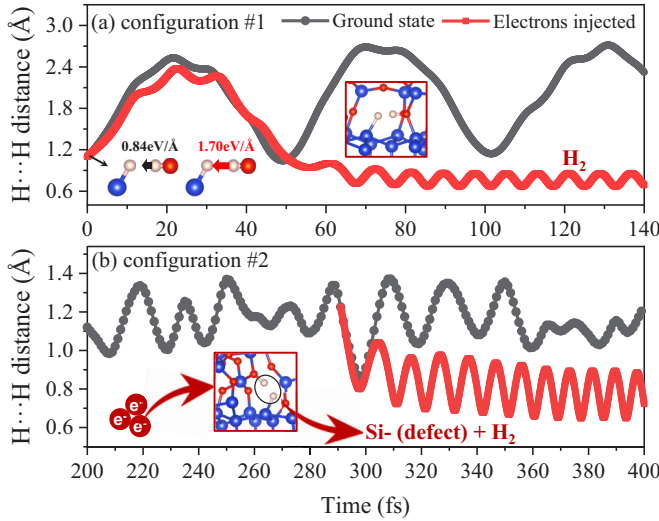 (a) configuration #1
Ground state
Electrons injected
H···H distance (Å)
3.0
2.4
1.8
1.2
0.6
0.84eV/Å
1.70eV/Å
H₂
0 20 40 60 80 100 120 140
(b) configuration #2
H···H distance (Å)
1.4
1.2
1.0
0.8
0.6
e⁻
e⁻
e⁻
Si- (defect) + H₂
200 220 240 260 280 300 320 340 360 380 400
Time (fs)